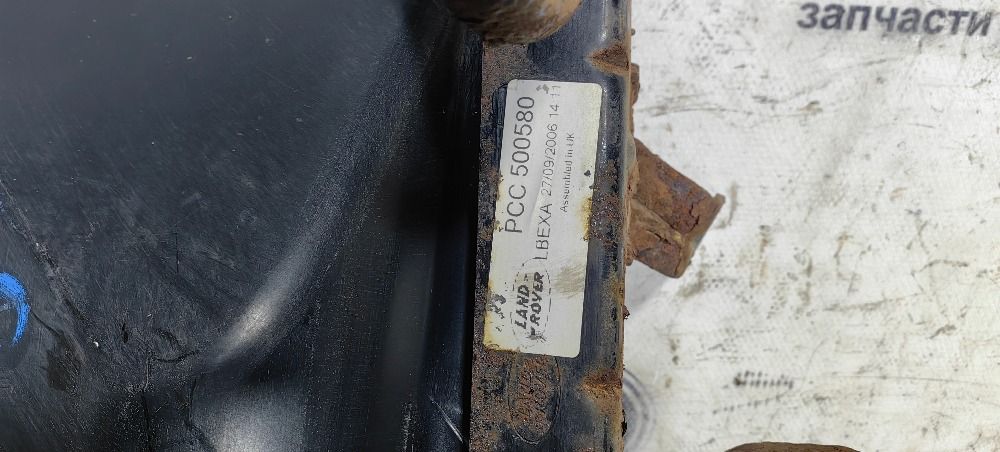 запчасти
PCC 500580
LBEXA 27/09/2006 14 11
Assembled in UK
LAND
ROVER